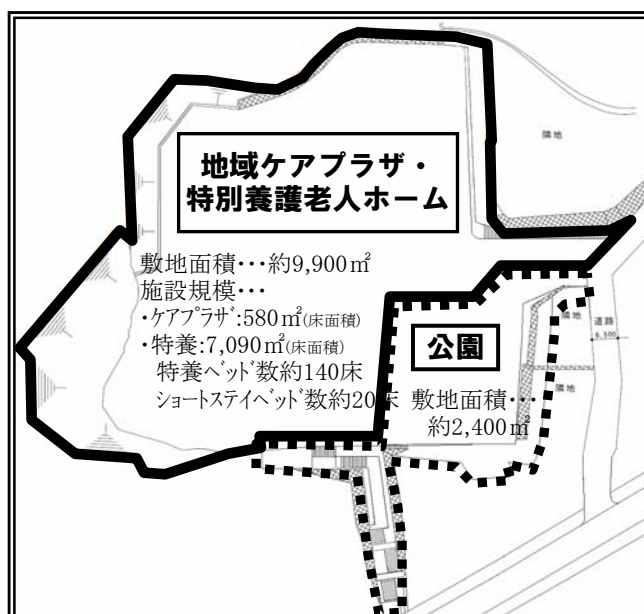 隣地
地域ケアプラザ・
特別養護老人ホーム
敷地面積･･･約9,900㎡
施設規模･･･
・ｹｱﾌﾟﾗｻﾞ:580㎡(床面積)
・特養:7,090㎡(床面積)
特養ﾍﾞｯﾄﾞ数約140床
ショートステイﾍﾞｯﾄﾞ数約20床
公園
敷地面積･･･
約2,400㎡
隣地
道路
6,500
隣地